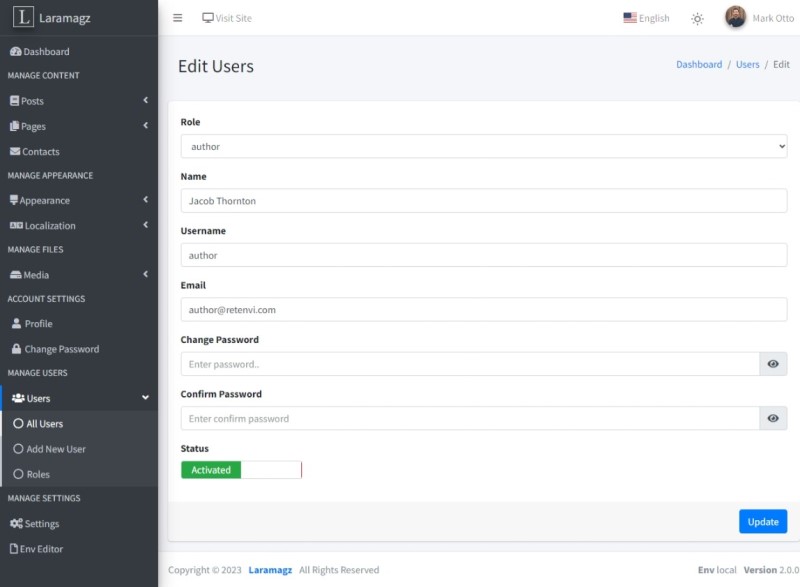 L Laramagz
Visit Site
English
Mark Otto
Dashboard
MANAGE CONTENT
Posts
Pages
Contacts
MANAGE APPEARANCE
Appearance
Localization
MANAGE FILES
Media
ACCOUNT SETTINGS
Profile
Change Password
MANAGE USERS
Users
All Users
Add New User
Roles
MANAGE SETTINGS
Settings
Env Editor
Edit Users
Dashboard / Users / Edit
Role
author
Name
Jacob Thornton
Username
author
Email
author@retenvi.com
Change Password
Enter password..
Confirm Password
Enter confirm password
Status
Activated
Update
Copyright © 2023 Laramagz All Rights Reserved
Env local Version 2.0.0